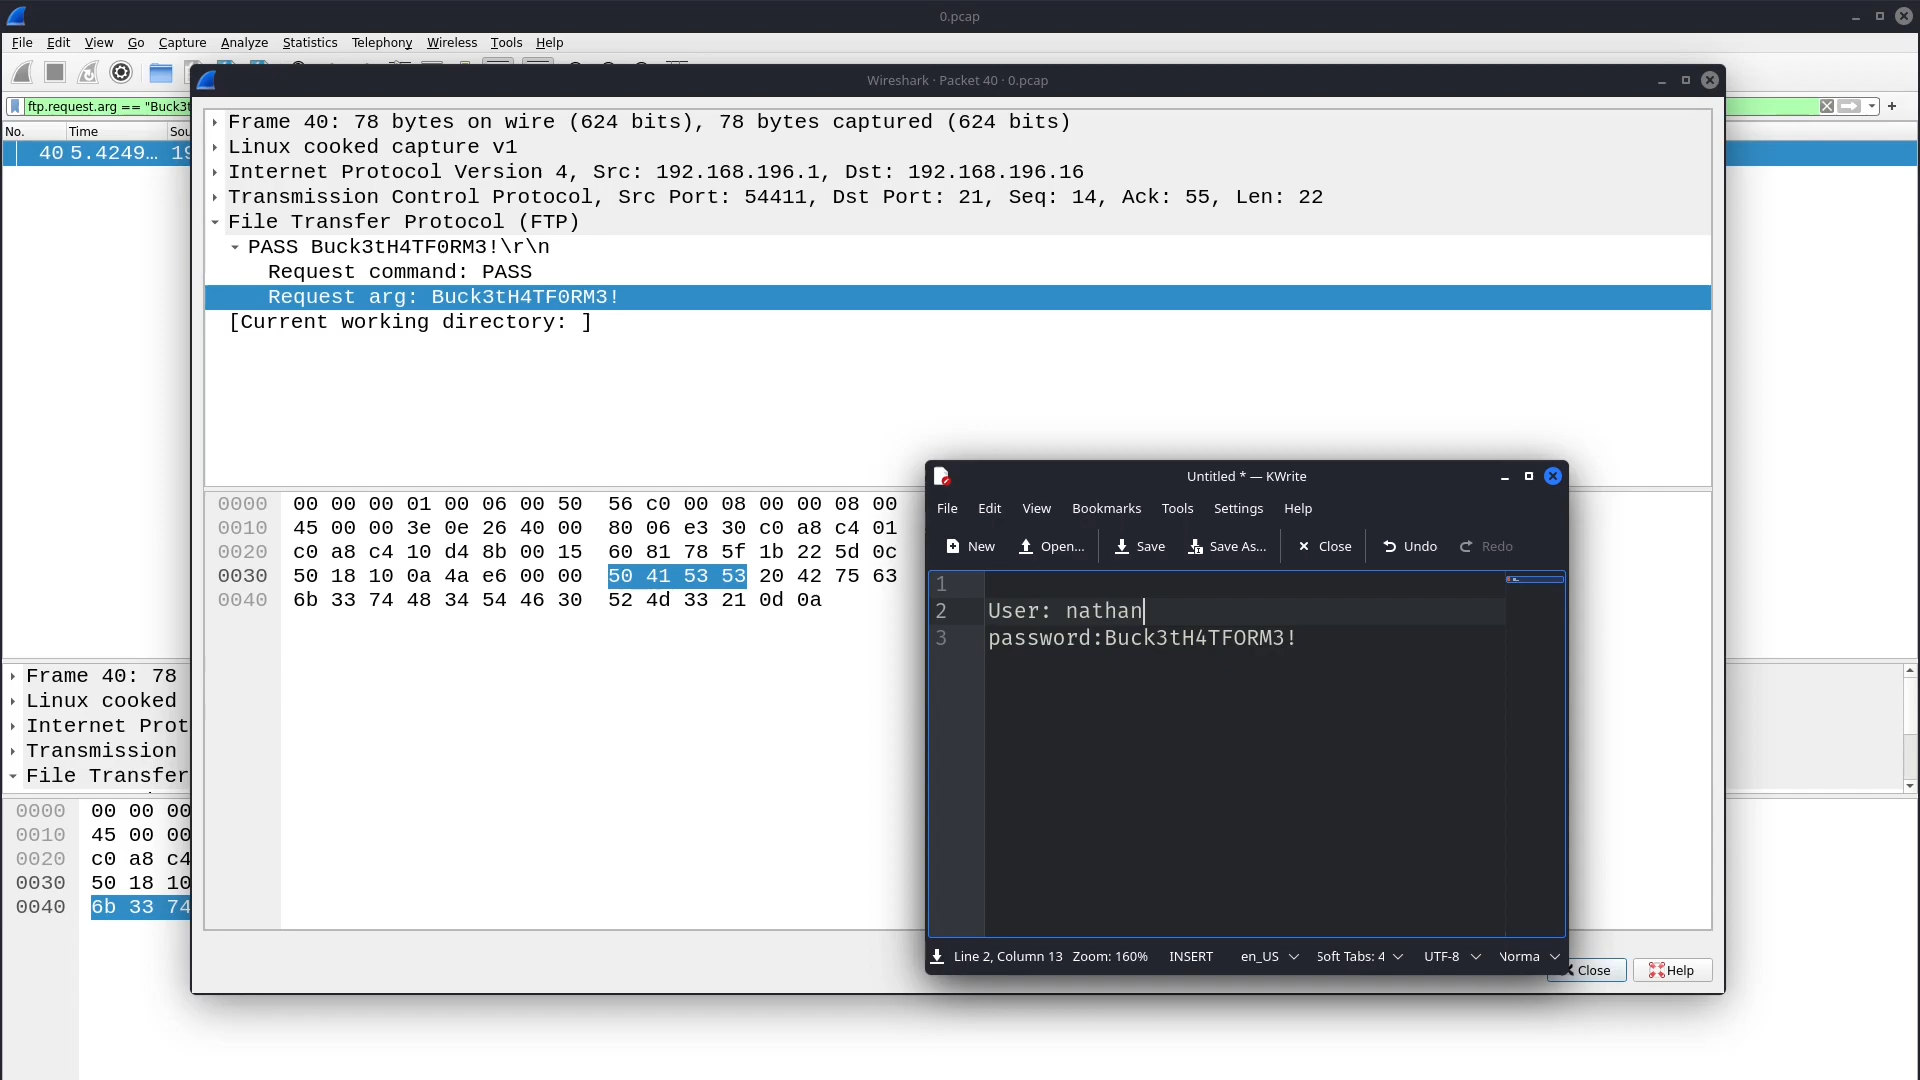 0.pcap
File Edit View Go Capture Analyze Statistics Telephony Wireless Tools Help
Wireshark · Packet 40 · 0.pcap
ftp.request.arg == "Buck3t
No. Time Sou
40 5.4249… 19
Frame 40: 78 bytes on wire (624 bits), 78 bytes captured (624 bits)
Linux cooked capture v1
Internet Protocol Version 4, Src: 192.168.196.1, Dst: 192.168.196.16
Transmission Control Protocol, Src Port: 54411, Dst Port: 21, Seq: 14, Ack: 55, Len: 22
File Transfer Protocol (FTP)
PASS Buck3tH4TF0RM3!\r\n
Request command: PASS
Request arg: Buck3tH4TF0RM3!
[Current working directory: ]
0000 00 00 00 01 00 06 00 50 56 c0 00 08 00 00 08 00
0010 45 00 00 3e 0e 26 40 00 80 06 e3 30 c0 a8 c4 01
0020 c0 a8 c4 10 d4 8b 00 15 60 81 78 5f 1b 22 5d 0c
0030 50 18 10 0a 4a e6 00 00 50 41 53 53 20 42 75 63
0040 6b 33 74 48 34 54 46 30 52 4d 33 21 0d 0a
Untitled * — KWrite
File Edit View Bookmarks Tools Settings Help
New Open... Save Save As... Close Undo Redo
1
2 User: nathan
3 password:Buck3tH4TFORM3!
Line 2, Column 13 Zoom: 160% INSERT en_US Soft Tabs: 4 UTF-8 Norma
Close Help
Frame 40: 78
Linux cooked
Internet Prot
Transmission
File Transfer
0000 00 00 00
0010 45 00 00
0020 c0 a8 c4
0030 50 18 10
0040 6b 33 74